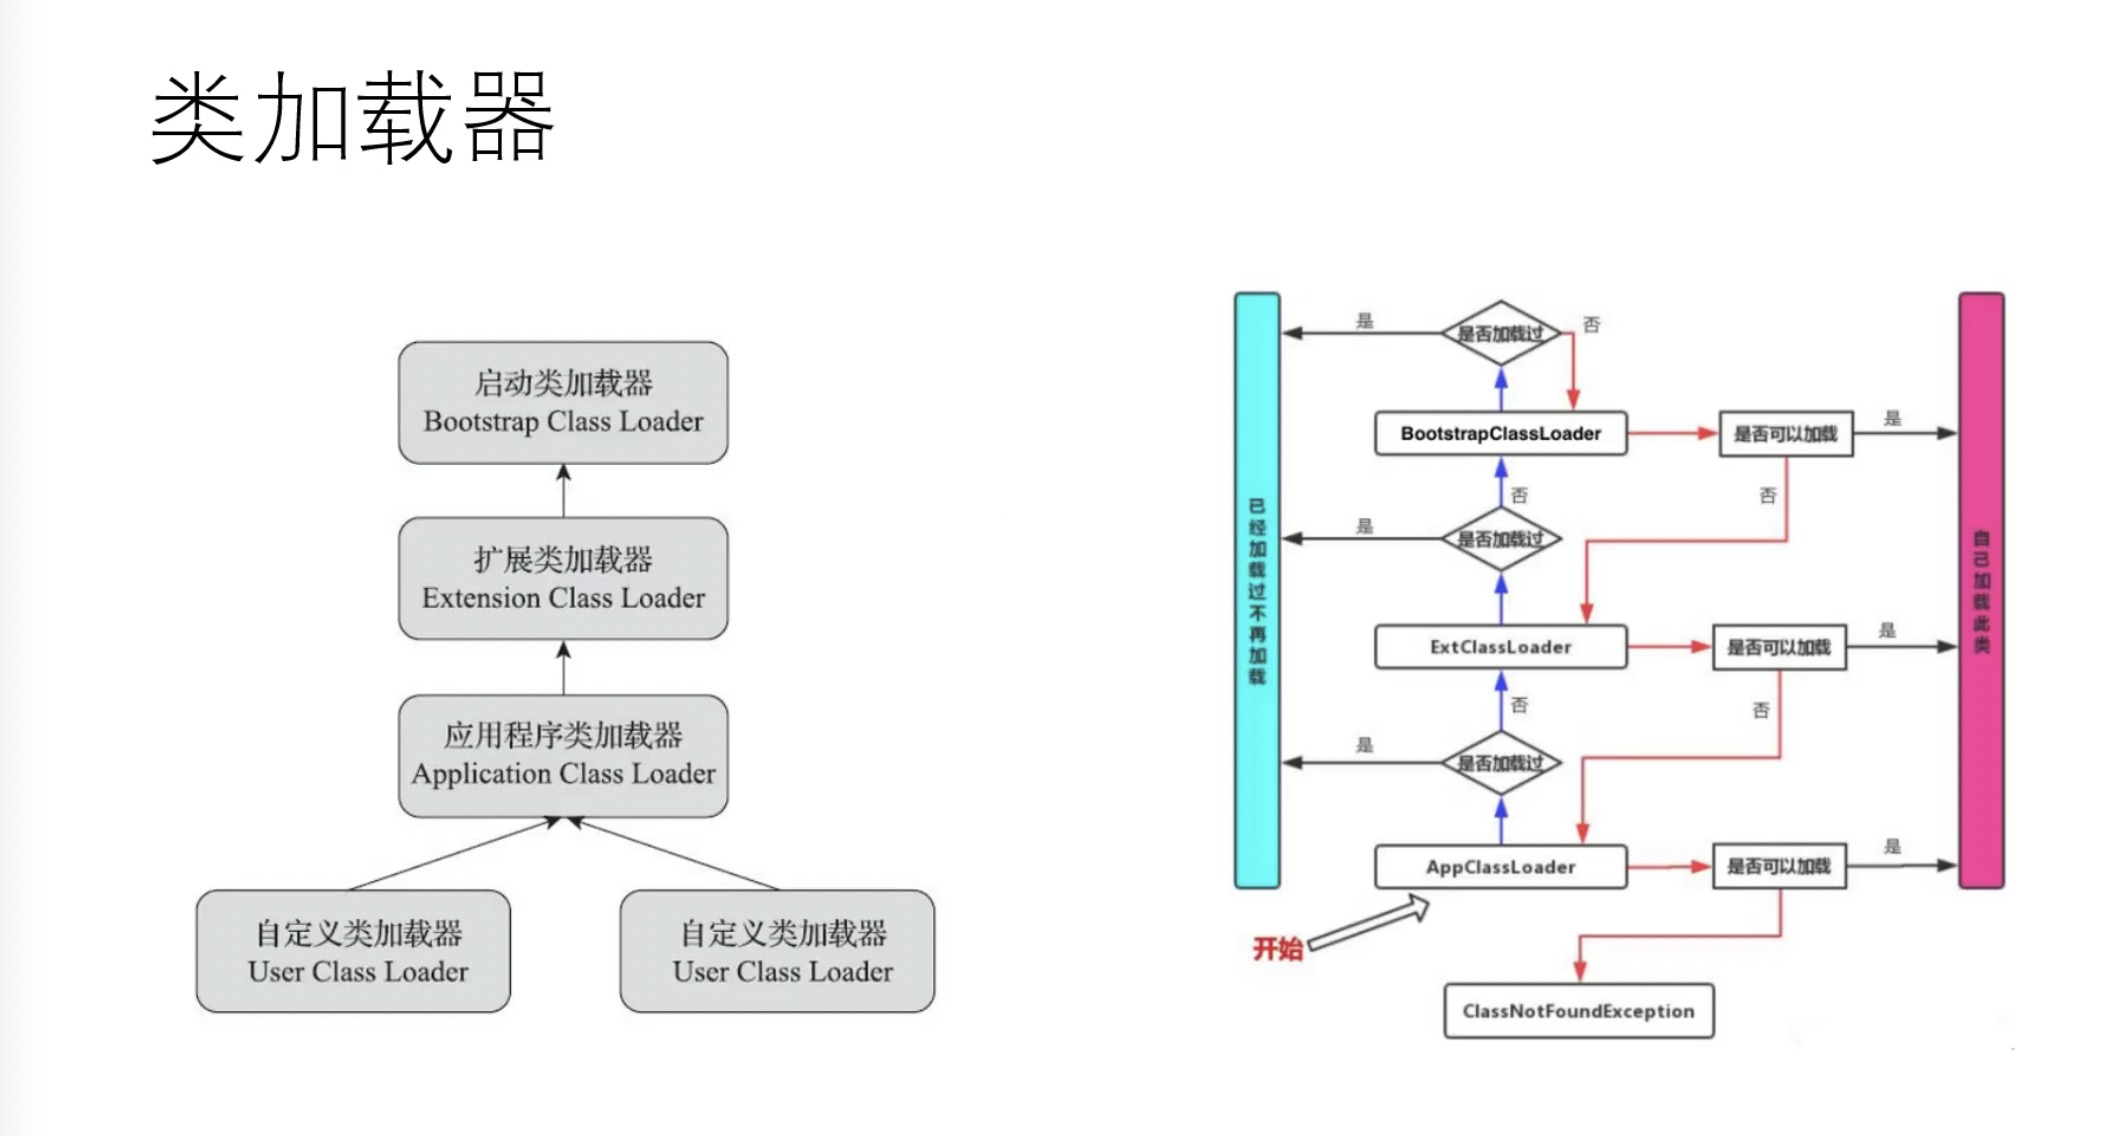 类加载器
启动类加载器
Bootstrap Class Loader
扩展类加载器
Extension Class Loader
应用程序类加载器
Application Class Loader
自定义类加载器
User Class Loader
自定义类加载器
User Class Loader
已经加载过不再加载
是
是否加载过
否
BootstrapClassLoader
是否可以加载
是
否
否
是
是否加载过
ExtClassLoader
是否可以加载
是
否
否
是
是否加载过
AppClassLoader
是否可以加载
是
开始
ClassNotFoundException
自己加载此类